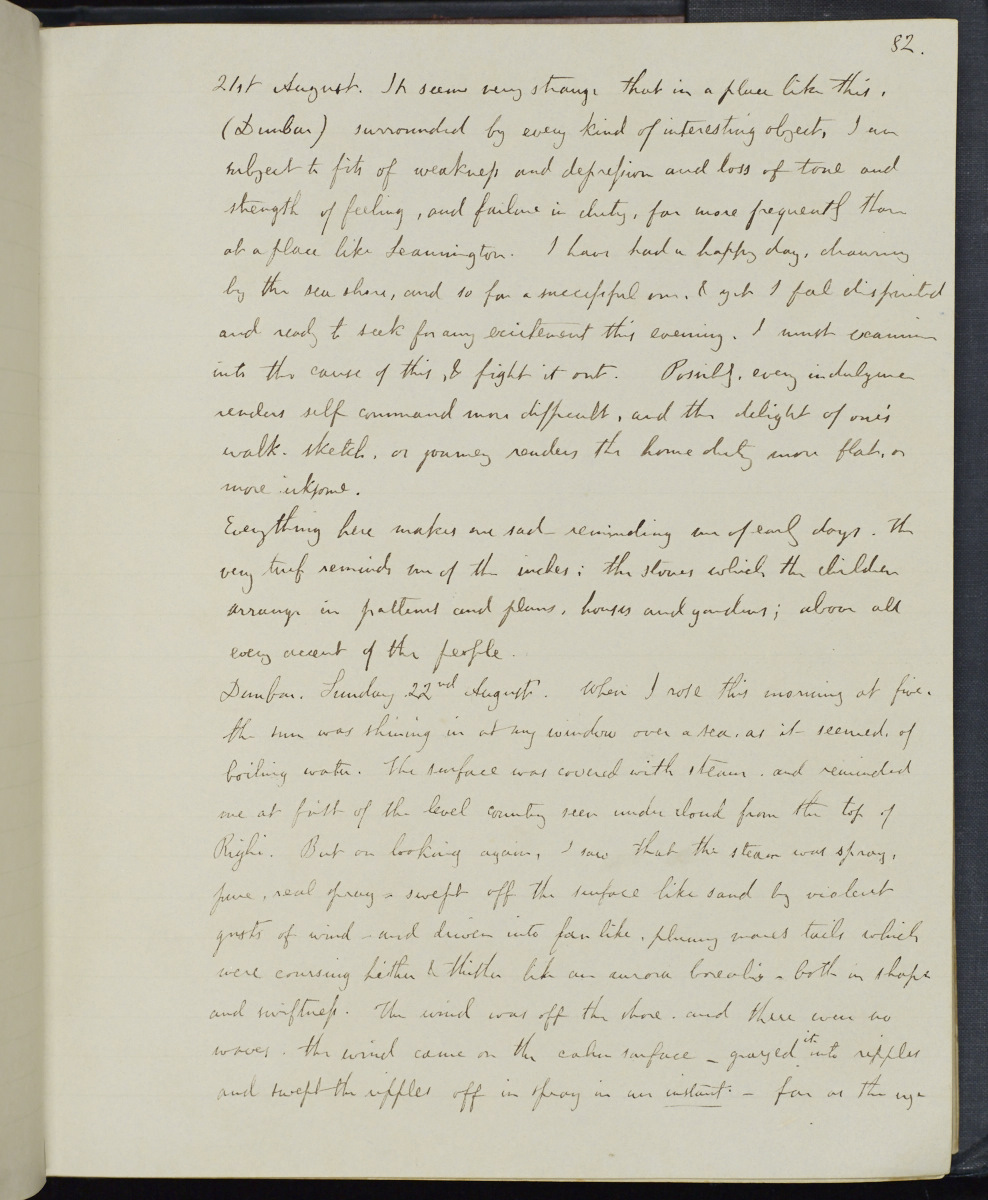 82.
21st August. It seems very strange that in a place like this.
(Dunbar) surrounded by every kind of interesting object, I am
subject to fits of weakness and depression and loss of tone and
strength of feeling, and failure in duty, far more frequently than
at a place like Leamington. I have had a happy day, drawing
by the sea shore, and so far a successful one. & yet I feel dispirited
and ready to seek for any excitement this evening. I must examine
into the cause of this, & fight it out. Possibly, every indulgence
renders self command more difficult, and the delight of one's
walk. sketch, or journey renders the home duty more flat, or
more irksome.
Everything here makes me sad - reminding me of early days. The
very turf reminds me of the inches; the stones which the children
arrange in patterns and plans, houses and gardens; above all
every accent of the people.
Dunbar. Sunday 22nd August. When I rose this morning at five.
the sun was shining in at my window over a sea, as it seemed, of
boiling water. The surface was covered with steam. and reminded
me at first of the level country seen under cloud from the top of
Righi. But on looking again, I saw that the steam was spray,
pure, real spray - swept off the surface like sand by violent
gusts of wind - and driven into fan like, plumy mares tails which
were coursing hither & thither like an aurora borealis - both in shape
and swiftness. The wind was off the shore. and there were no
waves. the wind came on the calm surface - grazed it into ripples
and swept the ripples off in spray in an instant - far as the eye